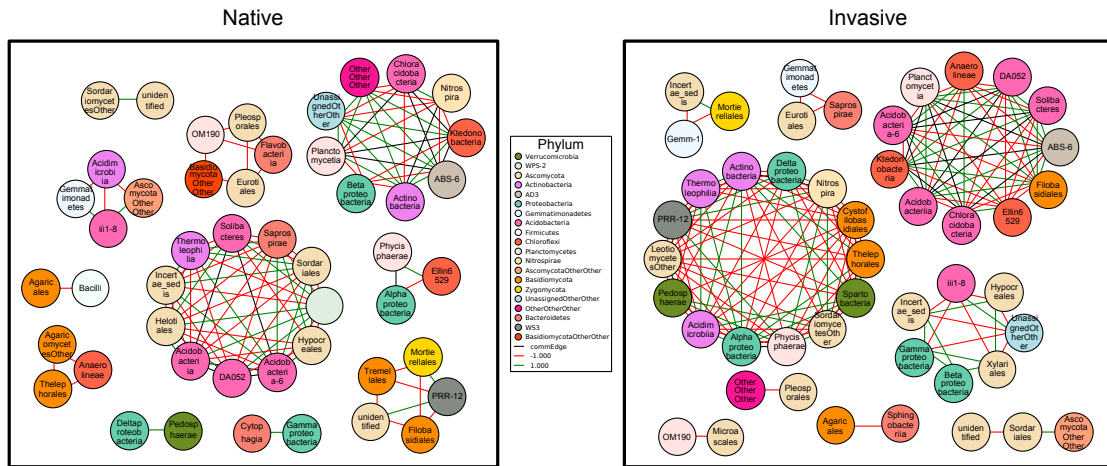 Native
Sordar
iomycet
esOther
uniden
tified
Other
Other
Other
Chlora
cidobac
teria
Unassi
gnedOt
herOth
er
Nitros
pira
Plancto
mycetia
Ktedono
bacteria
Beta
proteo
bacteria
Actino
bacteria
ABS-6
Pleosp
orales
OM190
Flavob
acteri
ia
Basidio
mycota
Other
Other
Euroti
ales
Acidim
icrobi
ia
Gemmat
imonad
etes
Asco
mycota
Other
Other
iii1-8
Soliba
cteres
Sapros
pirae
Thermo
leophi
lia
Sordar
iales
Incert
ae_sed
is
Heloti
ales
Hypocr
eales
Acidob
acteri
ia
DA052
Acidob
acteri
a-6
Phycis
phaerae
Ellin6
529
Alpha
proteo
bacteria
Agaric
ales
Bacilli
Agaric
omycet
esOther
Anaero
lineae
Thelep
horales
Mortie
rellales
Tremel
lales
PRR-12
uniden
tified
Filoba
sidiales
Deltap
roteob
acteria
Pedosp
haerae
Cytop
hagia
Gamma
proteo
bacteria
Phylum
Verrucomicrobia
WPS-2
Ascomycota
Actinobacteria
AD3
Proteobacteria
Gemmatimonadetes
Acidobacteria
Firmicutes
Chloroflexi
Planctomycetes
Nitrospirae
AscomycotaOtherOther
Basidiomycota
Zygomycota
UnassignedOtherOther
OtherOtherOther
Bacteroidetes
WS3
BasidiomycotaOtherOther
commEdge
-1.000
1.000
Invasive
Incert
ae_sed
is
Mortie
rellales
Gemm-1
Gemmat
imonad
etes
Euroti
ales
Sapros
pirae
Anaero
lineae
DA052
Planct
omycet
ia
Soliba
cteres
Acidob
acteri
a-6
ABS-6
Ktedon
obacte
ria
Filoba
sidiales
Acidob
acteriia
Chlora
cidoba
cteria
Ellin6
529
Actino
bacteria
Delta
proteo
bacteria
Thermo
leophilia
Nitros
pira
PRR-12
Cystof
ilobas
idiales
Leotio
mycetes
Other
Thelep
horales
Pedosp
haerae
Sparto
bacteria
Acidim
icrobiia
Sordar
iomyce
tesOther
Alpha
proteo
bacteria
Phycis
phaerae
iii1-8
Hypocr
eales
Incert
ae_sed
is
Unassi
gnedOt
herOth
er
Gamma
proteo
bacteria
Beta
proteo
bacteria
Xylari
ales
Other
Other
Other
Pleosp
orales
OM190
Microa
scales
Agaric
ales
Sphing
obacte
riia
uniden
tified
Sordar
iales
Asco
mycota
Other
Other